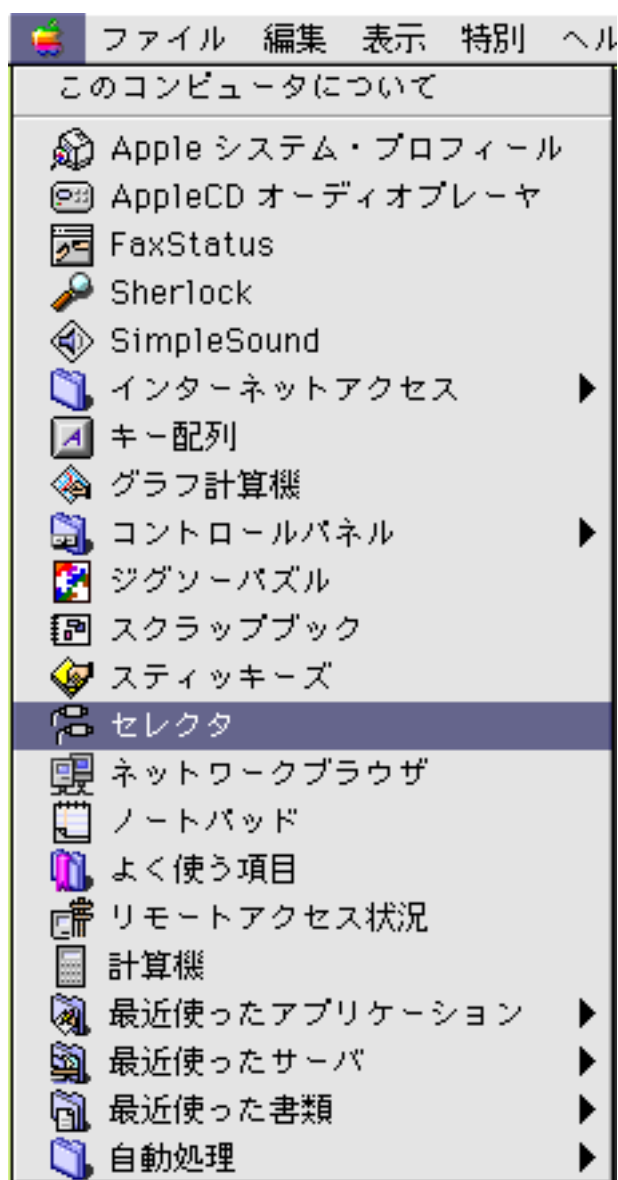 ファイル 編集 表示 特別 ヘル
このコンピュータについて
Apple システム・プロフィール
AppleCD オーディオプレーヤ
FaxStatus
Sherlock
SimpleSound
インターネットアクセス
キー配列
グラフ計算機
コントロールパネル
ジグソーパズル
スクラップブック
スティッキーズ
セレクタ
ネットワークブラウザ
ノートパッド
よく使う項目
リモートアクセス状況
計算機
最近使ったアプリケーション
最近使ったサーバ
最近使った書類
自動処理